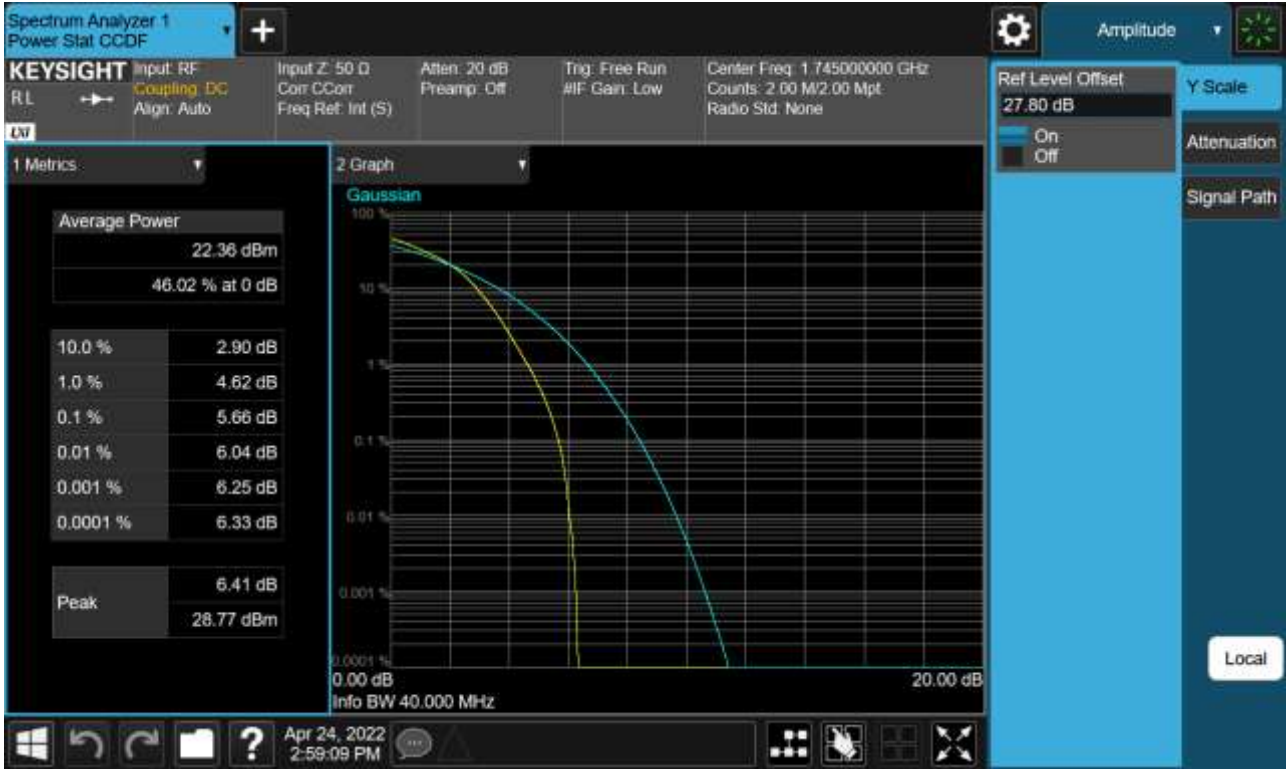 Spectrum Analyzer 1
Power Stat CCDF
+
Amplitude
KEYSIGHT
RL
LXI
Input: RF
Coupling: DC
Align: Auto
Input Z: 50 Ω
Corr CCorr
Freq Ref: Int (S)
Atten: 20 dB
Preamp: Off
Trig: Free Run
#IF Gain: Low
Center Freq: 1.745000000 GHz
Counts: 2.00 M/2.00 Mpt
Radio Std: None
Ref Level Offset
27.80 dB
On
Off
Y Scale
Attenuation
Signal Path
Local
1 Metrics
Average Power
22.36 dBm
46.02 % at 0 dB
10.0 % 2.90 dB
1.0 % 4.62 dB
0.1 % 5.66 dB
0.01 % 6.04 dB
0.001 % 6.25 dB
0.0001 % 6.33 dB
Peak
6.41 dB
28.77 dBm
2 Graph
Gaussian
100 %
10 %
1 %
0.1 %
0.01 %
0.001 %
0.0001 %
0.00 dB 20.00 dB
Info BW 40.000 MHz
?
Apr 24, 2022
2:59:09 PM